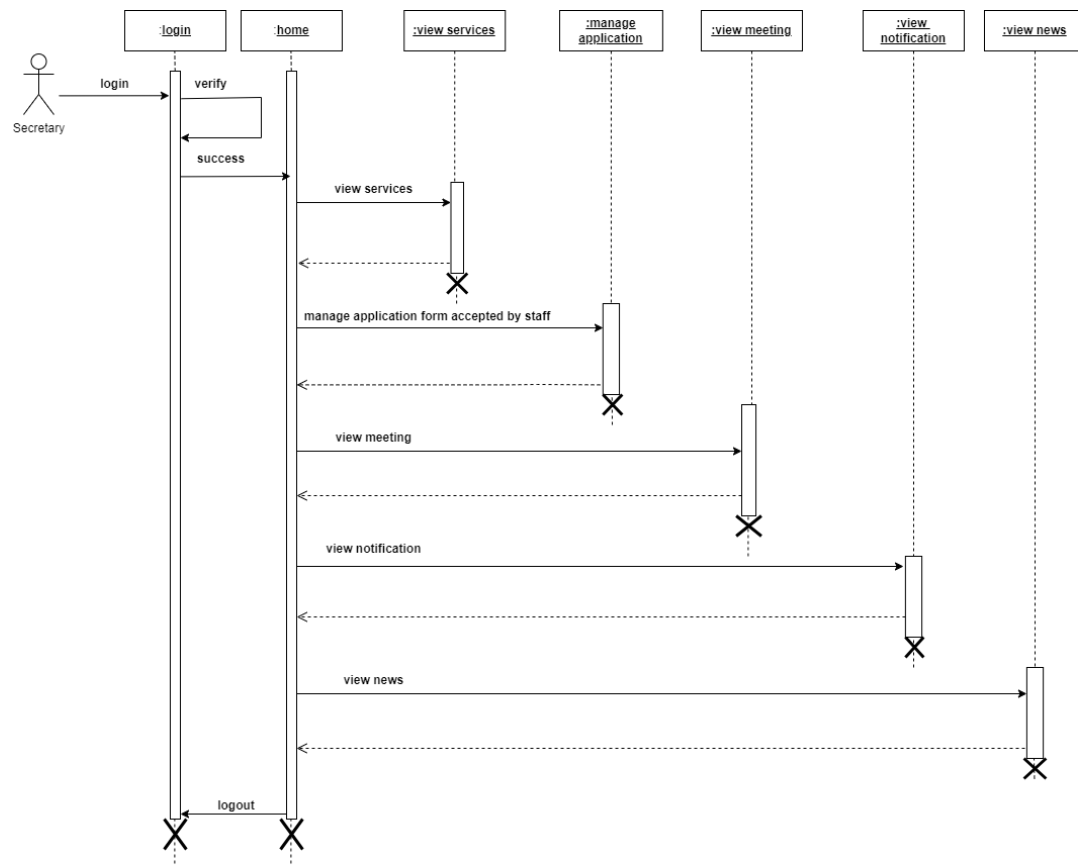 :login
:home
:view services
:manage
application
:view meeting
:view
notification
:view news
login
verify
Secretary
success
view services
manage application form accepted by staff
view meeting
view notification
view news
logout